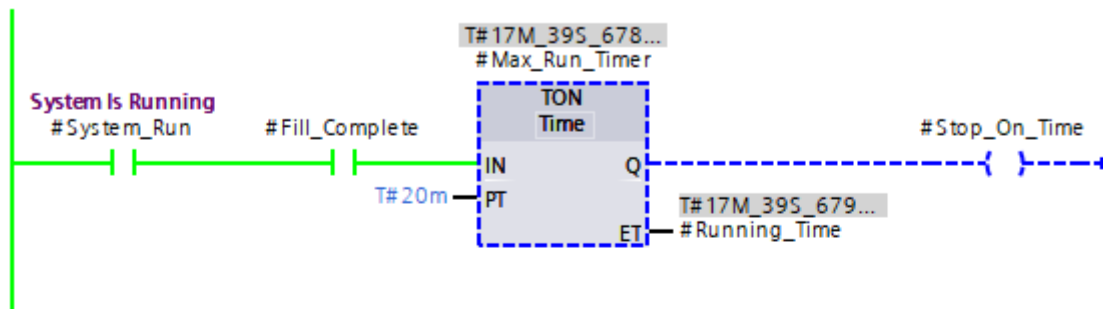 T#17M_39S_678...
#Max_Run_Timer
System Is Running
#System_Run
#Fill_Complete
TON
Time
#Stop_On_Time
IN
Q
T#20m
PT
T#17M_39S_679...
ET
#Running_Time